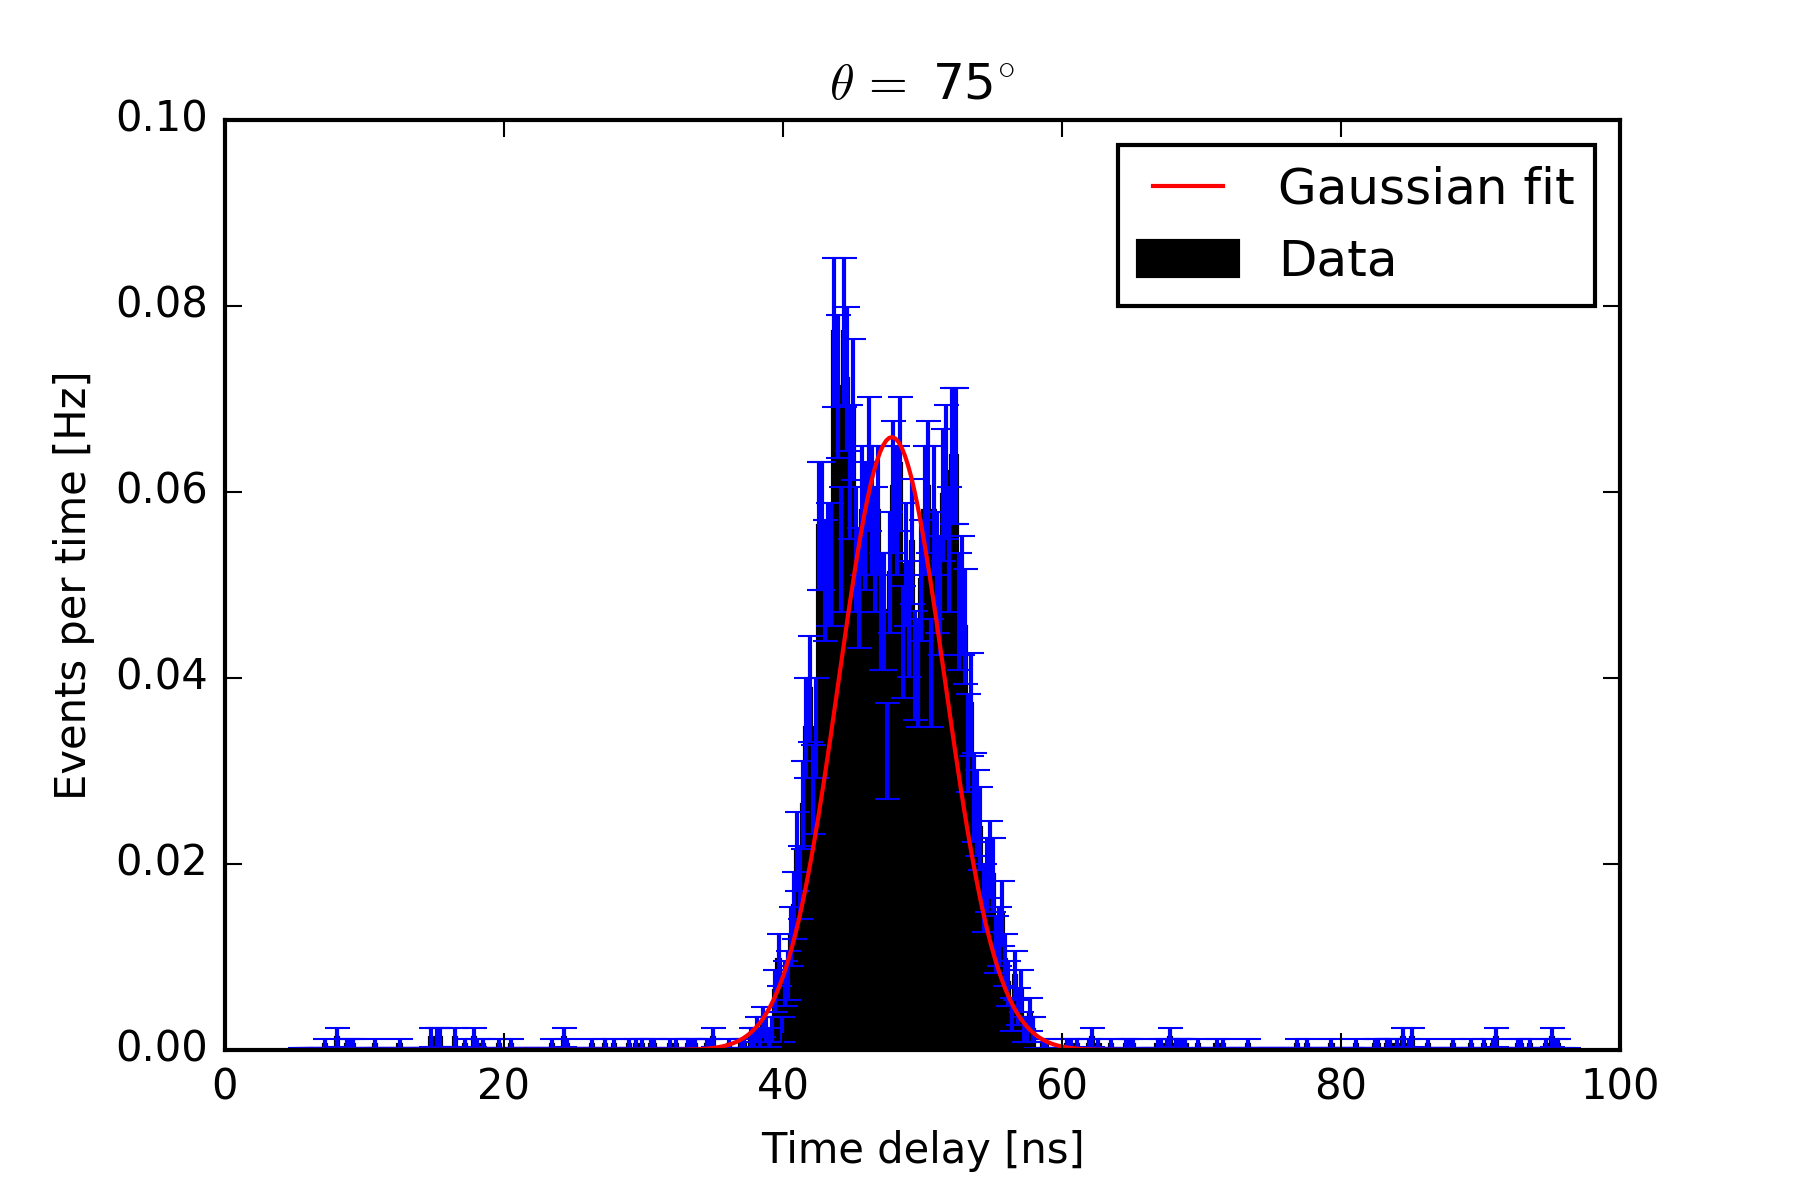 θ = 75°
Gaussian fit
Data
Events per time [Hz]
0.10
0.08
0.06
0.04
0.02
0.00
0 20 40 60 80 100
Time delay [ns]